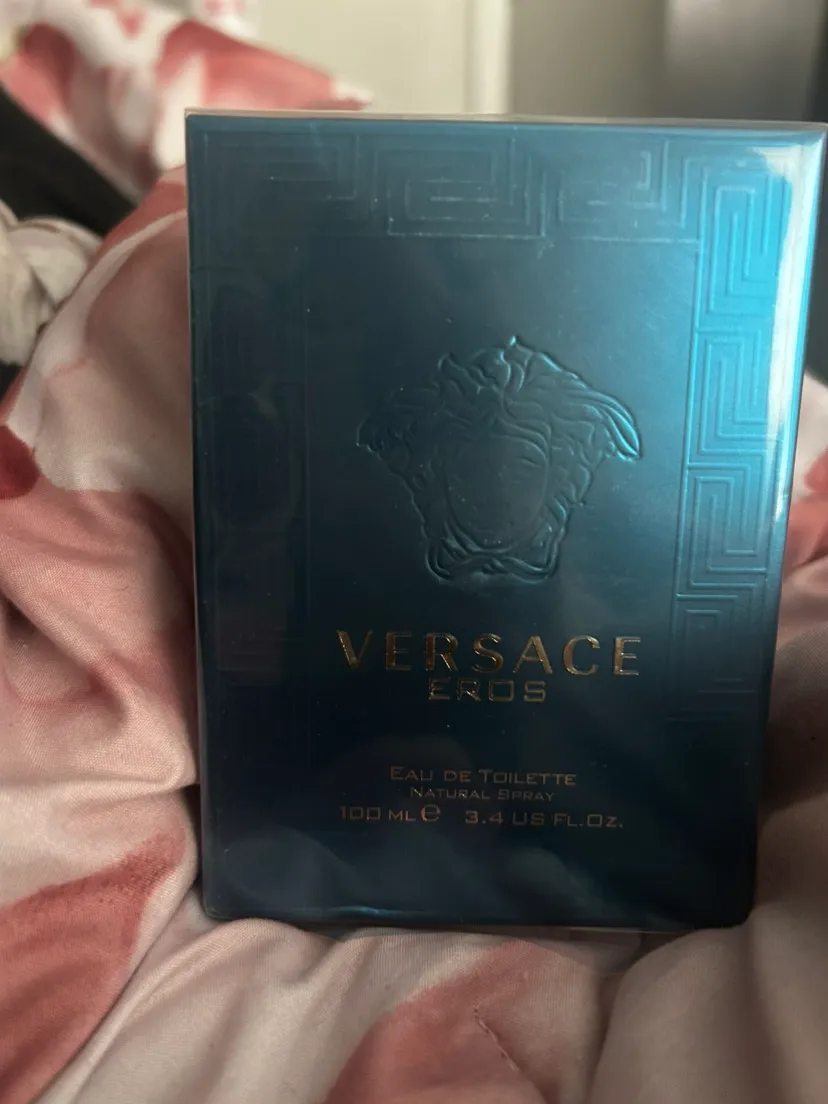 VERSACE
EROS
EAU DE TOILETTE
NATURAL SPRAY
100 ML ℮ 3.4 US FL.OZ.